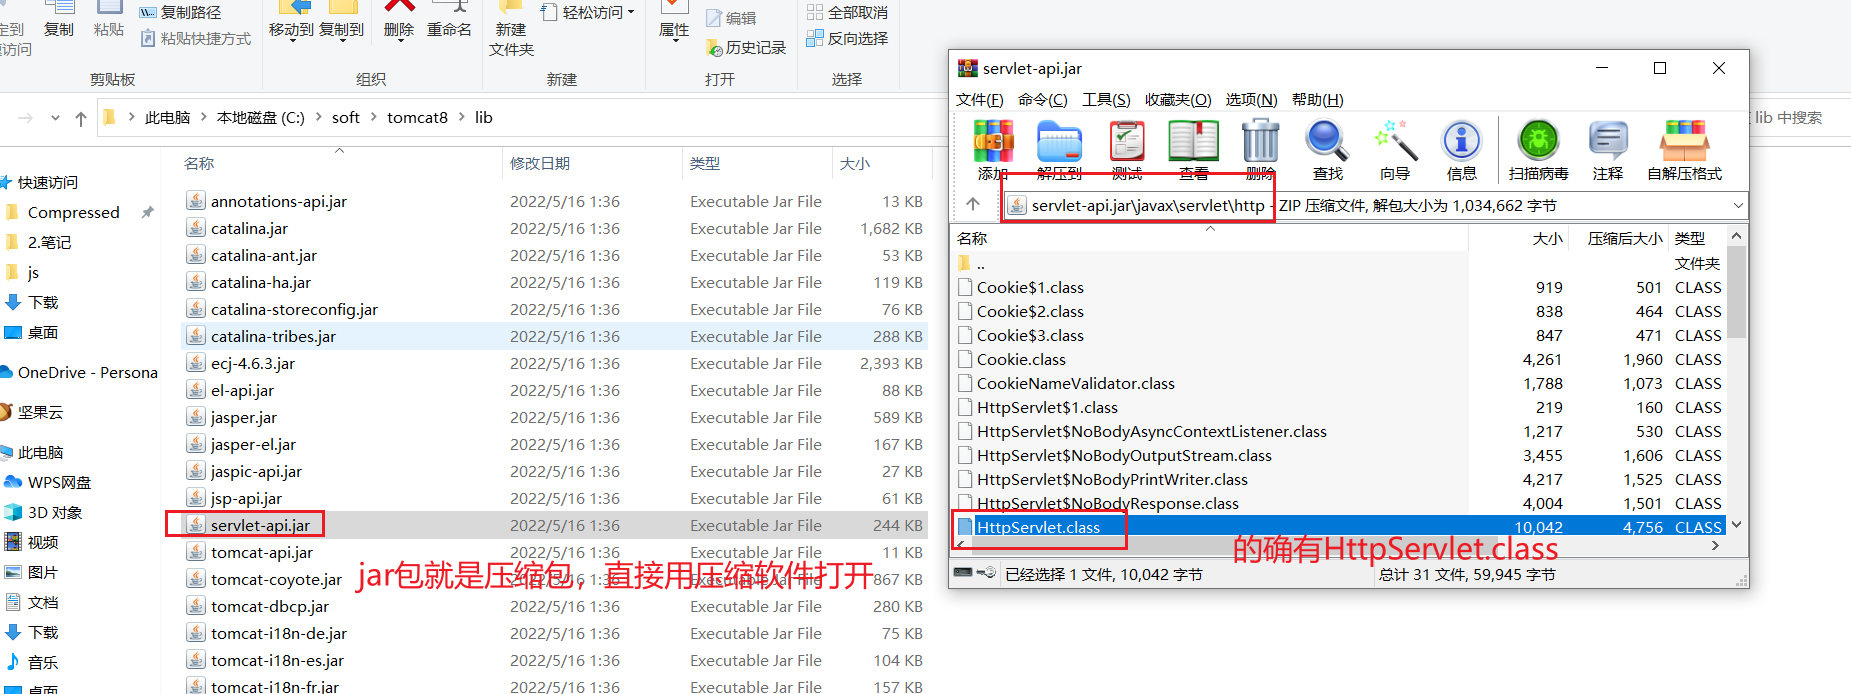 复制
粘贴
复制路径
粘贴快捷方式
剪贴板
移动到
复制到
删除
重命名
组织
新建
文件夹
轻松访问
新建
属性
编辑
历史记录
打开
全部取消
反向选择
选择
此电脑 > 本地磁盘 (C:) > soft > tomcat8 > lib
lib 中搜索
快速访问
Compressed
2.笔记
js
下载
桌面
OneDrive - Persona
坚果云
此电脑
WPS网盘
3D 对象
视频
图片
文档
下载
音乐
桌面
名称 修改日期 类型 大小
annotations-api.jar 2022/5/16 1:36 Executable Jar File 13 KB
catalina.jar 2022/5/16 1:36 Executable Jar File 1,682 KB
catalina-ant.jar 2022/5/16 1:36 Executable Jar File 53 KB
catalina-ha.jar 2022/5/16 1:36 Executable Jar File 119 KB
catalina-storeconfig.jar 2022/5/16 1:36 Executable Jar File 76 KB
catalina-tribes.jar 2022/5/16 1:36 Executable Jar File 288 KB
ecj-4.6.3.jar 2022/5/16 1:36 Executable Jar File 2,393 KB
el-api.jar 2022/5/16 1:36 Executable Jar File 88 KB
jasper.jar 2022/5/16 1:36 Executable Jar File 589 KB
jasper-el.jar 2022/5/16 1:36 Executable Jar File 167 KB
jaspic-api.jar 2022/5/16 1:36 Executable Jar File 27 KB
jsp-api.jar 2022/5/16 1:36 Executable Jar File 61 KB
servlet-api.jar 2022/5/16 1:36 Executable Jar File 244 KB
tomcat-api.jar 2022/5/16 1:36 Executable Jar File 11 KB
tomcat-coyote.jar 867 KB
jar包就是压缩包，直接用压缩软件打开
tomcat-dbcp.jar 2022/5/16 1:36 Executable Jar File 280 KB
tomcat-i18n-de.jar 2022/5/16 1:36 Executable Jar File 75 KB
tomcat-i18n-es.jar 2022/5/16 1:36 Executable Jar File 104 KB
tomcat-i18n-fr.jar 2022/5/16 1:36 Executable Jar File 157 KB
servlet-api.jar
文件(F) 命令(C) 工具(S) 收藏夹(O) 选项(N) 帮助(H)
添加 解压到 测试 查看 删除 查找 向导 信息 扫描病毒 注释 自解压格式
servlet-api.jar\javax\servlet\http - ZIP 压缩文件, 解包大小为 1,034,662 字节
名称 大小 压缩后大小 类型
.. 文件夹
Cookie$1.class 919 501 CLASS
Cookie$2.class 838 464 CLASS
Cookie$3.class 847 471 CLASS
Cookie.class 4,261 1,960 CLASS
CookieNameValidator.class 1,788 1,073 CLASS
HttpServlet$1.class 219 160 CLASS
HttpServlet$NoBodyAsyncContextListener.class 1,217 530 CLASS
HttpServlet$NoBodyOutputStream.class 3,455 1,606 CLASS
HttpServlet$NoBodyPrintWriter.class 4,217 1,525 CLASS
HttpServlet$NoBodyResponse.class 4,004 1,501 CLASS
HttpServlet.class 10,042 4,756 CLASS
的确有HttpServlet.class
已经选择 1 文件, 10,042 字节 总计 31 文件, 59,945 字节